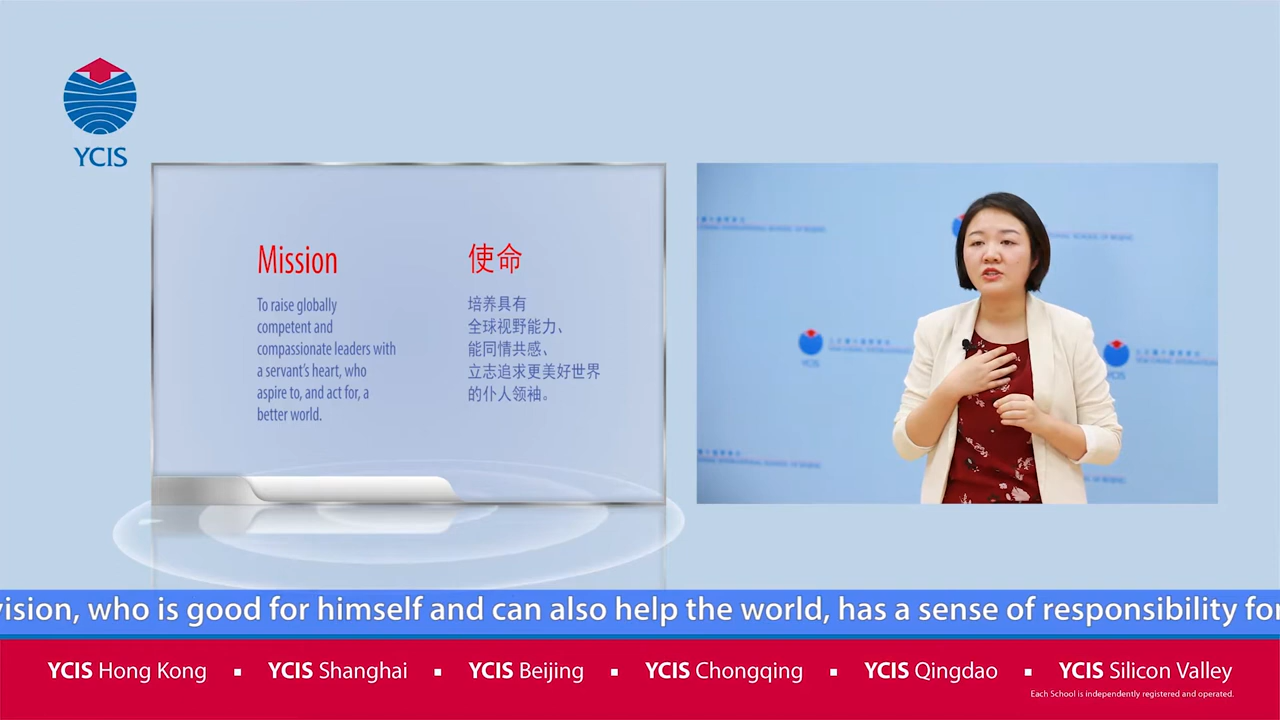 YCIS
Mission
To raise globally
competent and
compassionate leaders with
a servant's heart, who
aspire to, and act for, a
better world.
使命
培养具有
全球视野能力、
能同情共感、
立志追求更美好世界
的仆人领袖。
YCIS
YCIS
vision, who is good for himself and can also help the world, has a sense of responsibility for
YCIS Hong Kong ▪ YCIS Shanghai ▪ YCIS Beijing ▪ YCIS Chongqing ▪ YCIS Qingdao ▪ YCIS Silicon Valley
Each School is independently registered and operated.